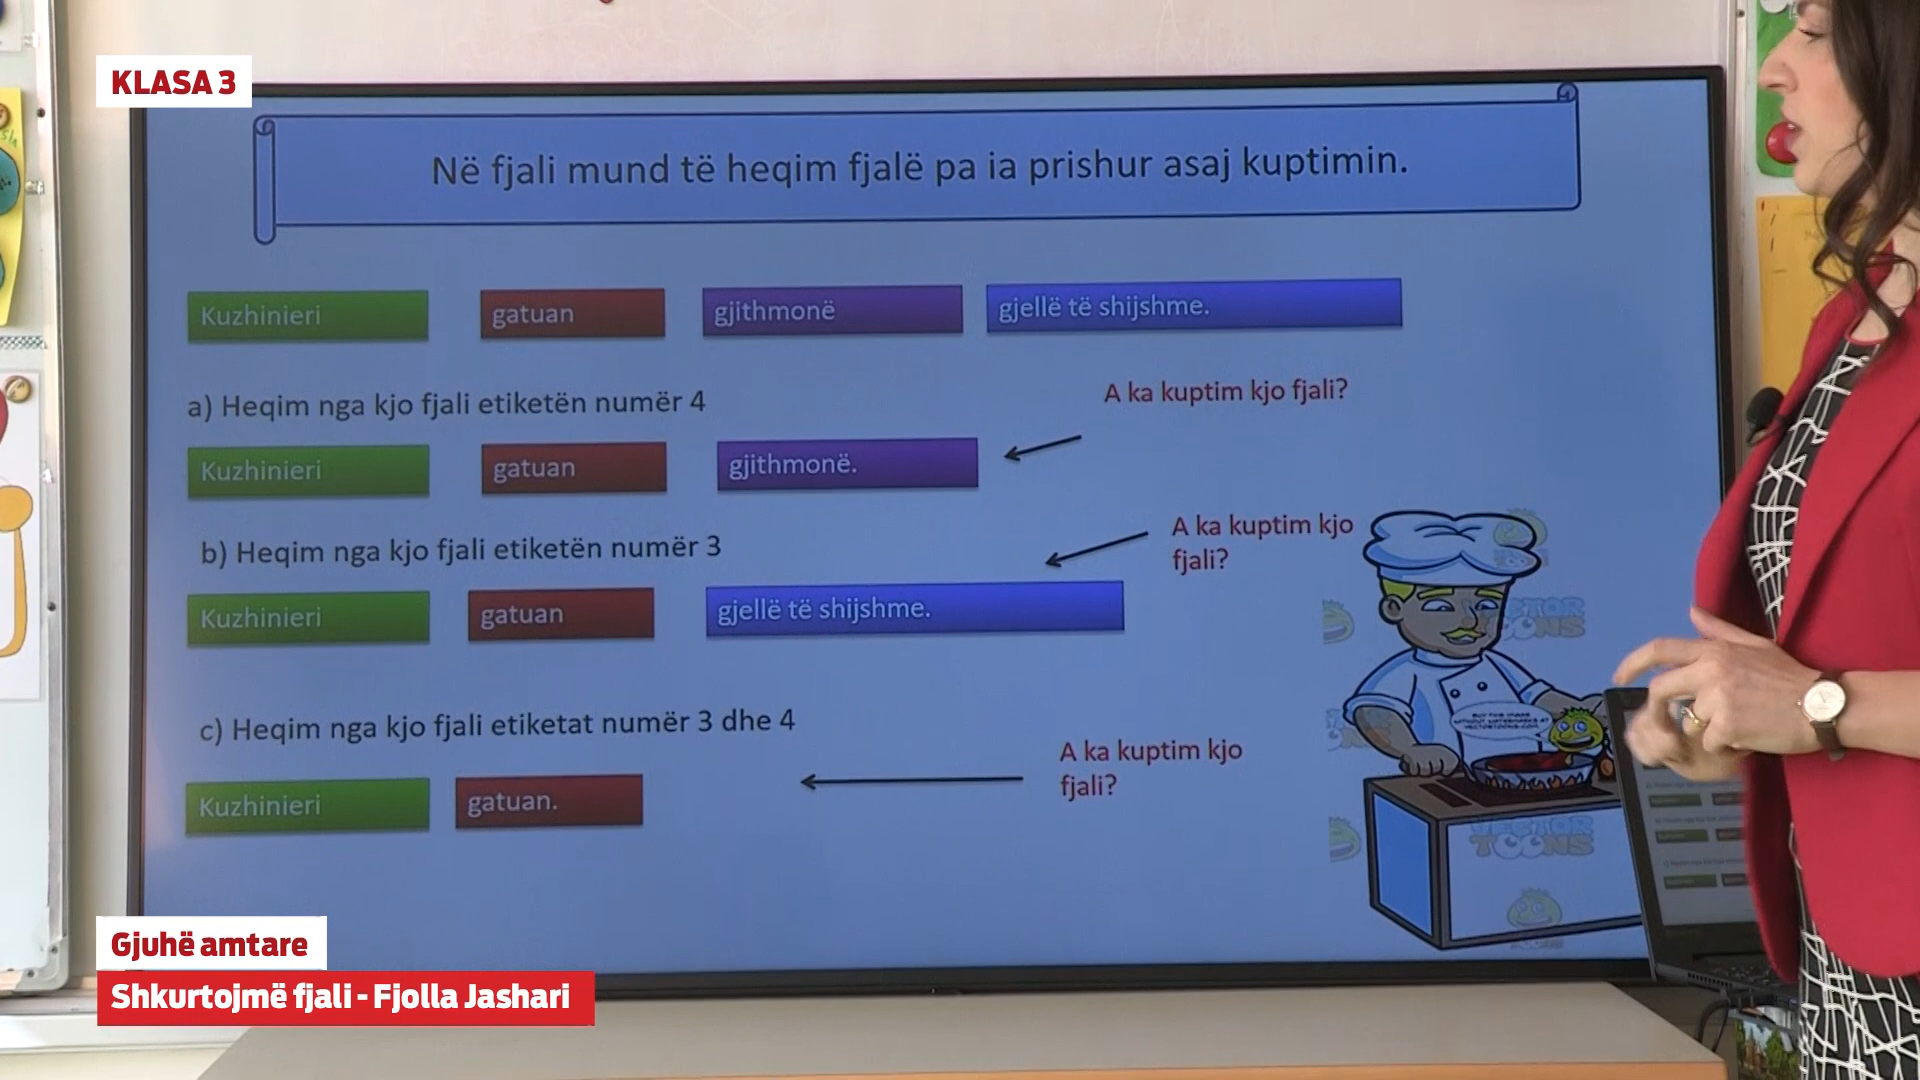 KLASA 3
Në fjali mund të heqim fjalë pa ia prishur asaj kuptimin.
Kuzhinieri gatuan gjithmonë gjellë të shijshme.
a) Heqim nga kjo fjali etiketën numër 4
A ka kuptim kjo fjali?
Kuzhinieri gatuan gjithmonë.
b) Heqim nga kjo fjali etiketën numër 3
A ka kuptim kjo
fjali?
Kuzhinieri gatuan gjellë të shijshme.
c) Heqim nga kjo fjali etiketat numër 3 dhe 4
A ka kuptim kjo
fjali?
Kuzhinieri gatuan.
VECTOR
TOONS
Gjuhë amtare
Shkurtojmë fjali - Fjolla Jashari